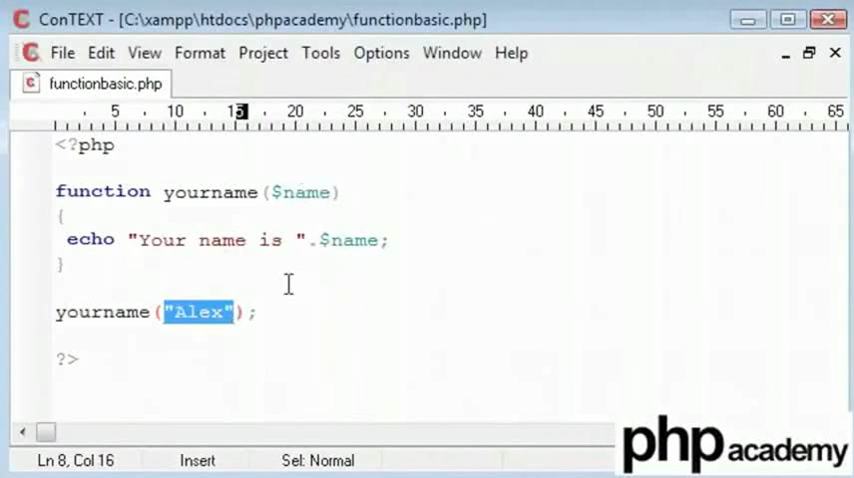 ConTEXT - [C:\xampp\htdocs\phpacademy\functionbasic.php]
File Edit View Format Project Tools Options Window Help
functionbasic.php
5 10 15 20 25 30 35 40 45 50 55 60 65
<?php
function yourname($name)
{
echo "Your name is ".$name;
}
yourname("Alex");
?>
php academy
Ln 8, Col 16 Insert Sel: Normal